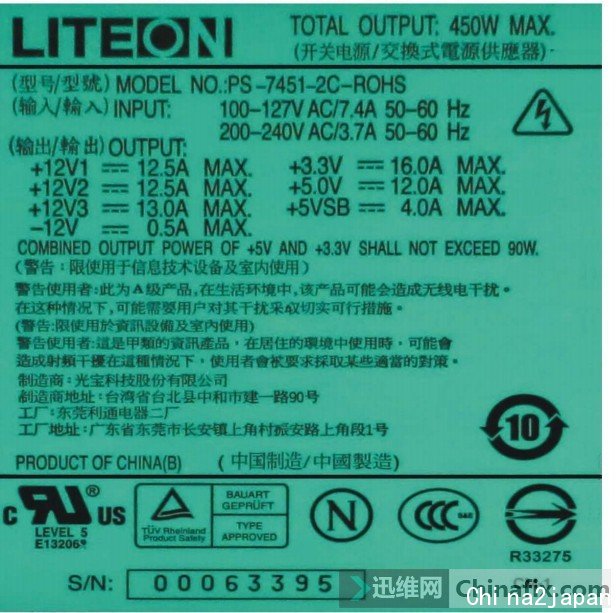 LITEON
TOTAL OUTPUT: 450W MAX.
(开关电源/交換式電源供應器)
(型号/型號) MODEL NO.:PS-7451-2C-ROHS
(输入/輸入) INPUT: 100-127V AC/7.4A 50-60 Hz
200-240V AC/3.7A 50-60 Hz
(输出/輸出) OUTPUT:
+12V1 12.5A MAX. +3.3V 16.0A MAX.
+12V2 12.5A MAX. +5.0V 12.0A MAX.
+12V3 13.0A MAX. +5VSB 4.0A MAX.
-12V 0.5A MAX.
COMBINED OUTPUT POWER OF +5V AND +3.3V SHALL NOT EXCEED 90W.
(警告：限使用于信息技术设备及室内使用)
警告使用者:此为A级产品,在生活环境中,该产品可能会造成无线电干扰。
在这种情况下,可能需要用户对其干扰采取切实可行措施。
(警告:限使用於資訊設備及室內使用)
警告使用者:這是甲類的資訊產品，在居住的環境中使用時，可能會
造成射頻干擾在這種情況下，使用者會被要求採取某些適當的對策。
制造商：光宝科技股份有限公司
制造商地址：台湾省台北县中和市建一路90号
工厂：东莞利通电器二厂
工厂地址：广东省东莞市长安镇上角村振安路上角段1号
10
PRODUCT OF CHINA(B) (中国制造/中國製造)
C RU ® US
LEVEL 5
TÜV Rheinland
Product Safety
BAUART
GEPRÜFT
TYPE
APPROVED
N
CCC
S&E
R33275
S/N: 00063395
迅维网
Chinafix.com
China2japan